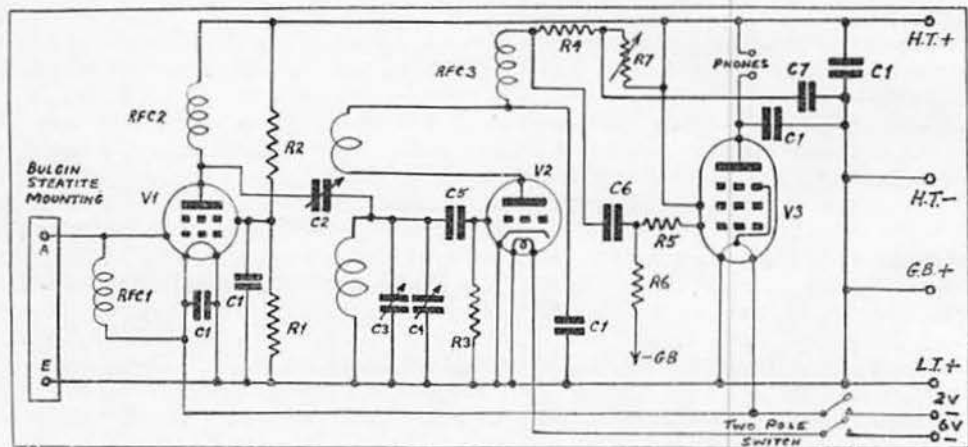 H.T.+
R4
R7
PHONES
C7
C1
RFC3
RFC2
R2
C1
BULGIN
STEATITE
MOUNTING
V1
V2
V3
C2
C5
C6
R5
H.T.-
A
RFC1
C1
C1
R1
C3
C4
R3
C1
R6
G.B.+
-GB
E
L.T.+
2V
-
TWO POLE
SWITCH
6V
-